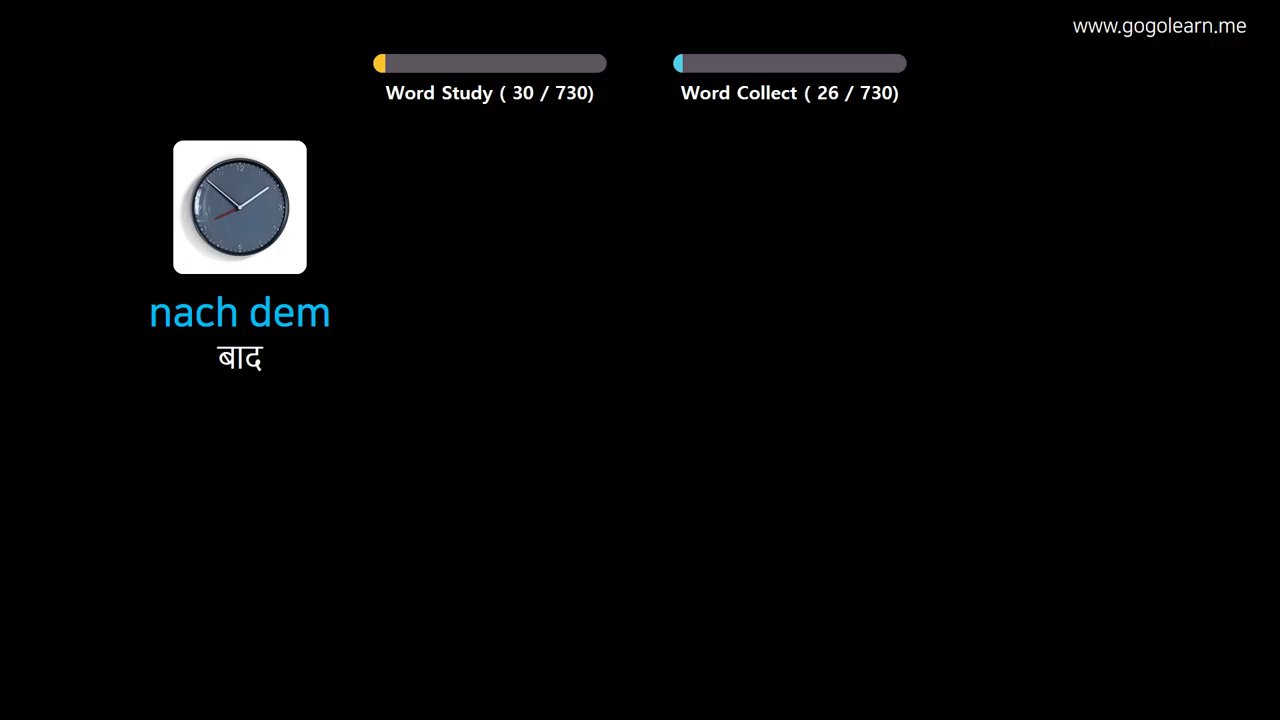 www.gogolearn.me
Word Study ( 30 / 730)
Word Collect ( 26 / 730)
nach dem
बाद